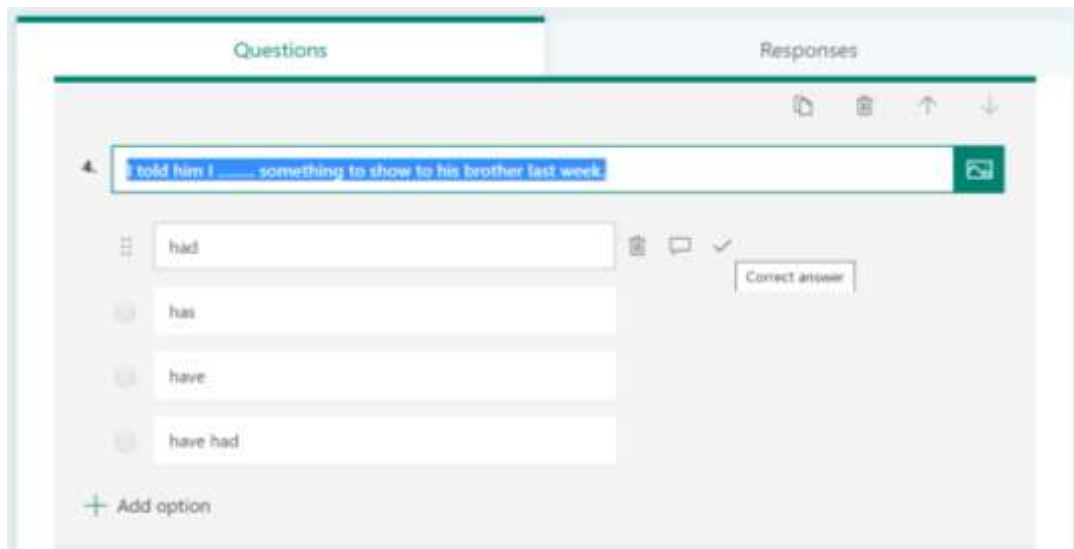 Questions
Responses
4.
I told him I ........ something to show to his brother last week.
had
Correct answer
has
have
have had
Add option